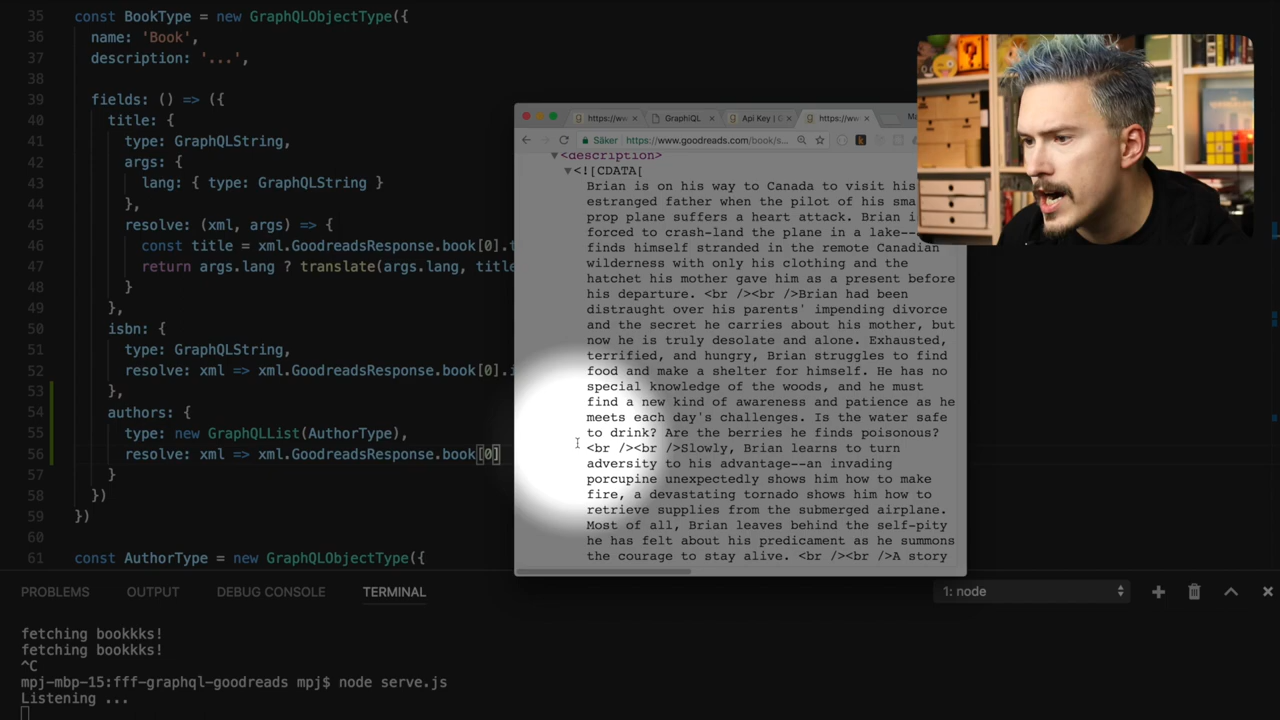 35 const BookType = new GraphQLObjectType({
36 name: 'Book',
37 description: '...',
38
39 fields: () => ({
40 title: {
41 type: GraphQLString,
42 args: {
43 lang: { type: GraphQLString }
44 },
45 resolve: (xml, args) => {
46 const title = xml.GoodreadsResponse.book[0].t
47 return args.lang ? translate(args.lang, title
48 }
49 },
50 isbn: {
51 type: GraphQLString,
52 resolve: xml => xml.GoodreadsResponse.book[0].i
53 },
54 authors: {
55 type: new GraphQLList(AuthorType),
56 resolve: xml => xml.GoodreadsResponse.book[0]
57 }
58 })
59 })
60
61 const AuthorType = new GraphQLObjectType({
https://ww
GraphiQL
Api Key | G
https://ww
Säker
https://www.goodreads.com/book/s...
<description>
<![CDATA[
Brian is on his way to Canada to visit his
estranged father when the pilot of his sma
prop plane suffers a heart attack. Brian i
forced to crash-land the plane in a lake--
finds himself stranded in the remote Canadian
wilderness with only his clothing and the
hatchet his mother gave him as a present before
his departure. <br /><br />Brian had been
distraught over his parents' impending divorce
and the secret he carries about his mother, but
now he is truly desolate and alone. Exhausted,
terrified, and hungry, Brian struggles to find
food and make a shelter for himself. He has no
special knowledge of the woods, and he must
find a new kind of awareness and patience as he
meets each day's challenges. Is the water safe
to drink? Are the berries he finds poisonous?
<br /><br />Slowly, Brian learns to turn
adversity to his advantage--an invading
porcupine unexpectedly shows him how to make
fire, a devastating tornado shows him how to
retrieve supplies from the submerged airplane.
Most of all, Brian leaves behind the self-pity
he has felt about his predicament as he summons
the courage to stay alive. <br /><br />A story
PROBLEMS OUTPUT DEBUG CONSOLE TERMINAL
1: node
fetching bookkks!
fetching bookkks!
^C
mpj-mbp-15:fff-graphql-goodreads mpj$ node serve.js
Listening ...